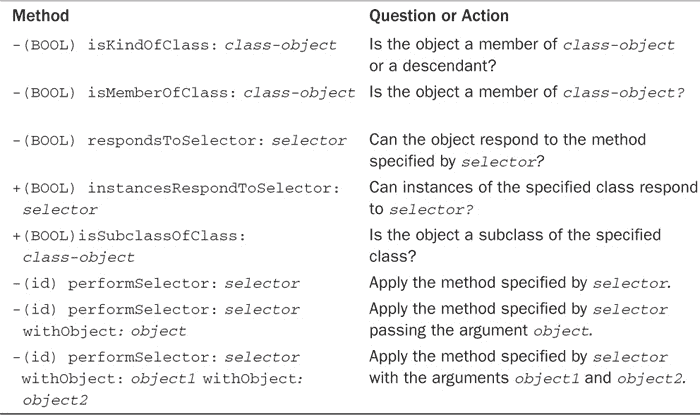 Method Question or Action
-(BOOL) isKindOfClass: class-object Is the object a member of class-object
or a descendant?
-(BOOL) isMemberOfClass: class-object Is the object a member of class-object?
-(BOOL) respondsToSelector: selector Can the object respond to the method
specified by selector?
+(BOOL) instancesRespondToSelector: Can instances of the specified class respond
selector to selector?
+(BOOL)isSubclassOfClass: Is the object a subclass of the specified
class-object class?
-(id) performSelector: selector Apply the method specified by selector.
-(id) performSelector: selector Apply the method specified by selector
withObject: object passing the argument object.
-(id) performSelector: selector Apply the method specified by selector
withObject: object1 withObject: with the arguments object1 and object2.
object2